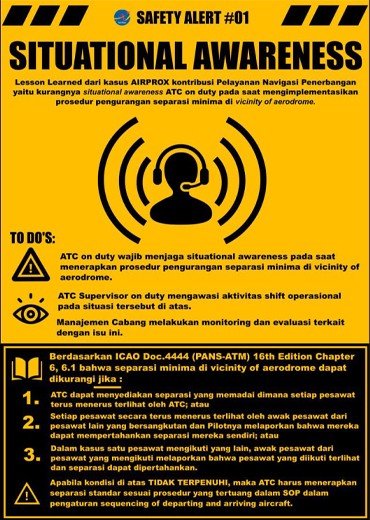 SAFETY ALERT #01
SITUATIONAL AWARENESS
Lesson Learned dari kasus AIRPROX kontribusi Pelayanan Navigasi Penerbangan
yaitu kurangnya situational awareness ATC on duty pada saat mengimplementasikan
prosedur pengurangan separasi minima di vicinity of aerodrome.
TO DO'S:
ATC on duty wajib menjaga situational awareness pada saat
menerapkan prosedur pengurangan separasi minima di vicinity of
aerodrome.
ATC Supervisor on duty mengawasi aktivitas shift operasional
pada situasi tersebut di atas.
Manajemen Cabang melakukan monitoring dan evaluasi terkait
dengan isu ini.
Berdasarkan ICAO Doc.4444 (PANS-ATM) 16th Edition Chapter
6, 6.1 bahwa separasi minima di vicinity of aerodrome dapat
dikurangi jika :
1. ATC dapat menyediakan separasi yang memadai dimana setiap pesawat
terus menerus terlihat oleh ATC; atau
2. Setiap pesawat secara terus menerus terlihat oleh awak pesawat dari
pesawat lain yang bersangkutan dan Pilotnya melaporkan bahwa mereka
dapat mempertahankan separasi mereka sendiri; atau
3. Dalam kasus satu pesawat mengikuti yang lain, awak pesawat dari
pesawat yang mengikuti melaporkan bahwa pesawat yang diikuti terlihat
dan separasi dapat dipertahankan.
Apabila kondisi di atas TIDAK TERPENUHI, maka ATC harus menerapkan
separasi standar sesuai prosedur yang tertuang dalam SOP dalam
pengaturan sequencing of departing and arriving aircraft.